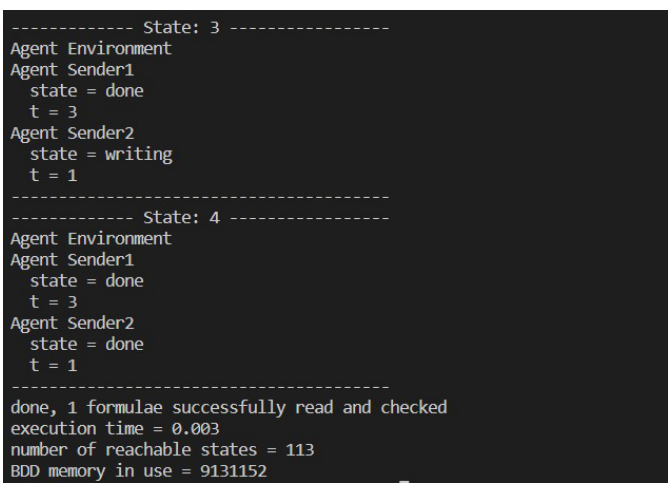 ------------- State: 3 -----------------
Agent Environment
Agent Sender1
  state = done
  t = 3
Agent Sender2
  state = writing
  t = 1
----------------------------------------
------------- State: 4 -----------------
Agent Environment
Agent Sender1
  state = done
  t = 3
Agent Sender2
  state = done
  t = 1
----------------------------------------
done, 1 formulae successfully read and checked
execution time = 0.003
number of reachable states = 113
BDD memory in use = 9131152